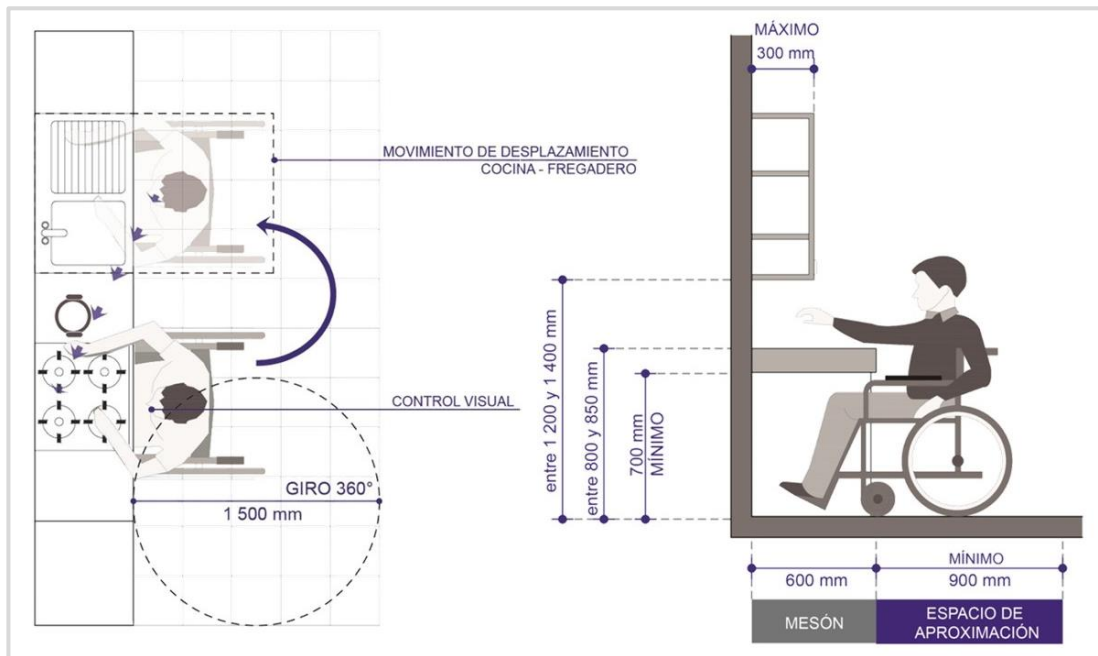 MOVIMIENTO DE DESPLAZAMIENTO
COCINA - FREGADERO
CONTROL VISUAL
GIRO 360°
1 500 mm
MÁXIMO
300 mm
entre 1 200 y 1 400 mm
entre 800 y 850 mm
700 mm
MÍNIMO
600 mm
MÍNIMO
900 mm
MESÓN
ESPACIO DE
APROXIMACIÓN